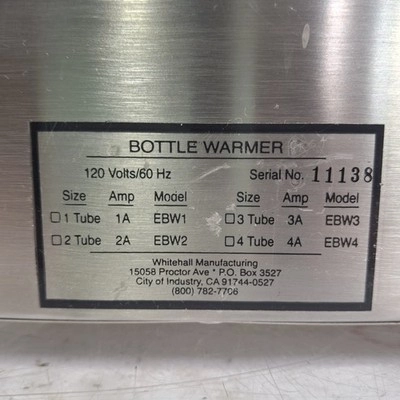 BOTTLE WARMER
120 Volts/60 Hz Serial No. 11138
Size Amp Model Size Amp Model
☐ 1 Tube 1A EBW1 ☐ 3 Tube 3A EBW3
☐ 2 Tube 2A EBW2 ☐ 4 Tube 4A EBW4
Whitehall Manufacturing
15058 Proctor Ave * P.O. Box 3527
City of Industry, CA 91744-0527
(800) 782-7706